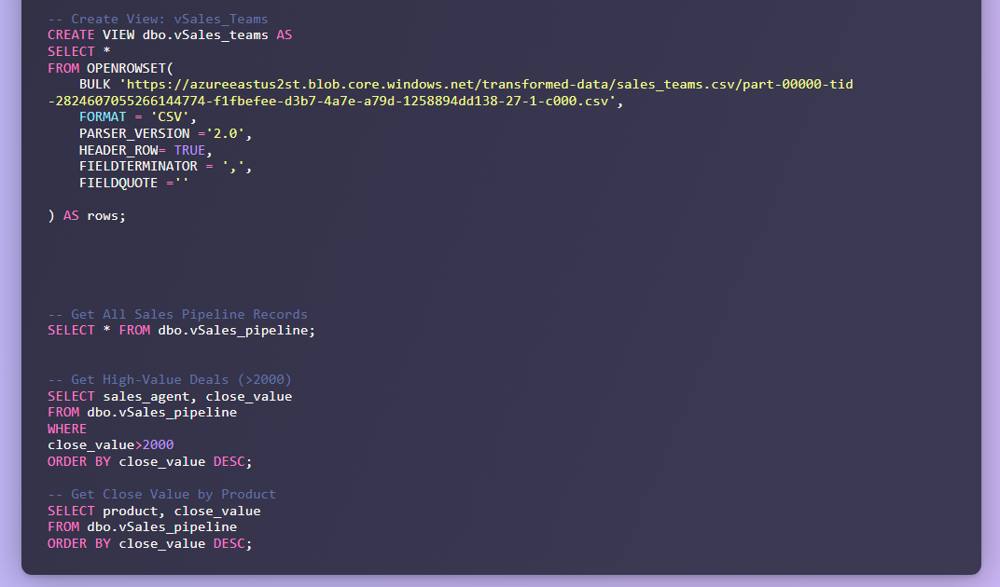 -- Create View: vSales_Teams
CREATE VIEW dbo.vSales_teams AS
SELECT *
FROM OPENROWSET(
    BULK 'https://azureeastus2st.blob.core.windows.net/transformed-data/sales_teams.csv/part-00000-tid
-2824607055266144774-f1fbefee-d3b7-4a7e-a79d-1258894dd138-27-1-c000.csv',
    FORMAT = 'CSV',
    PARSER_VERSION ='2.0',
    HEADER_ROW= TRUE,
    FIELDTERMINATOR = ',',
    FIELDQUOTE =''
) AS rows;
-- Get All Sales Pipeline Records
SELECT * FROM dbo.vSales_pipeline;
-- Get High-Value Deals (>2000)
SELECT sales_agent, close_value
FROM dbo.vSales_pipeline
WHERE
close_value>2000
ORDER BY close_value DESC;
-- Get Close Value by Product
SELECT product, close_value
FROM dbo.vSales_pipeline
ORDER BY close_value DESC;